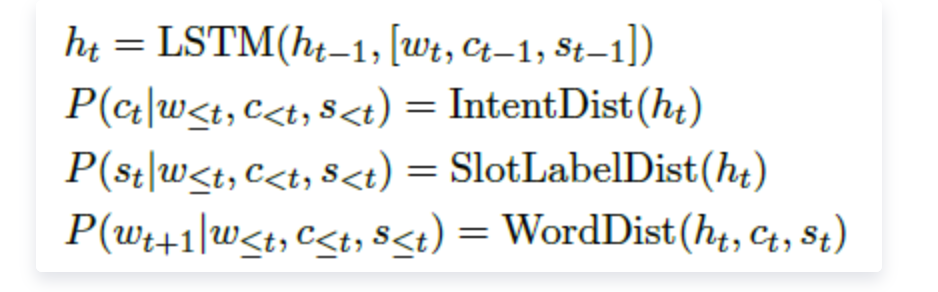 h_t = LSTM(h_{t−1}, [w_t, c_{t−1}, s_{t−1}])
P(c_t|w_{≤t}, c_{<t}, s_{<t}) = IntentDist(h_t)
P(s_t|w_{≤t}, c_{<t}, s_{<t}) = SlotLabelDist(h_t)
P(w_{t+1}|w_{≤t}, c_{≤t}, s_{≤t}) = WordDist(h_t, c_t, s_t)